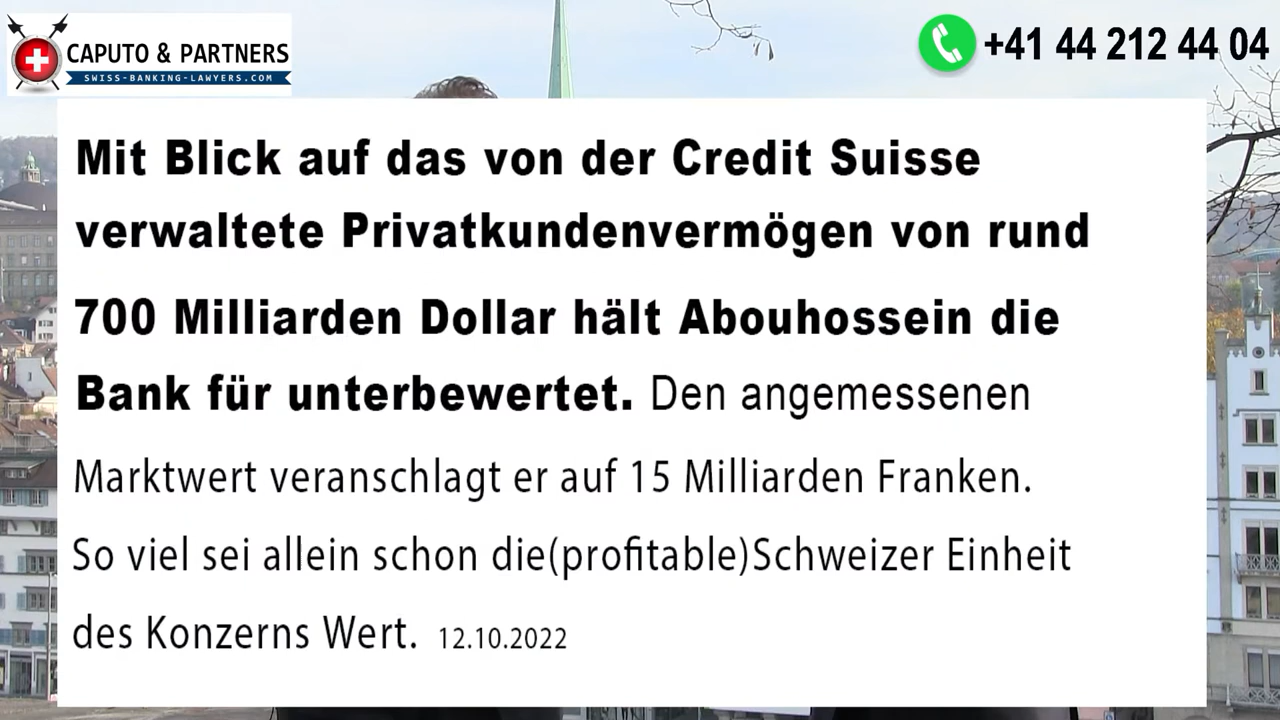 CAPUTO & PARTNERS
SWISS-BANKING-LAWYERS.COM
+41 44 212 44 04
Mit Blick auf das von der Credit Suisse
verwaltete Privatkundenvermögen von rund
700 Milliarden Dollar hält Abouhossein die
Bank für unterbewertet. Den angemessenen
Marktwert veranschlagt er auf 15 Milliarden Franken.
So viel sei allein schon die(profitable)Schweizer Einheit
des Konzerns Wert. 12.10.2022